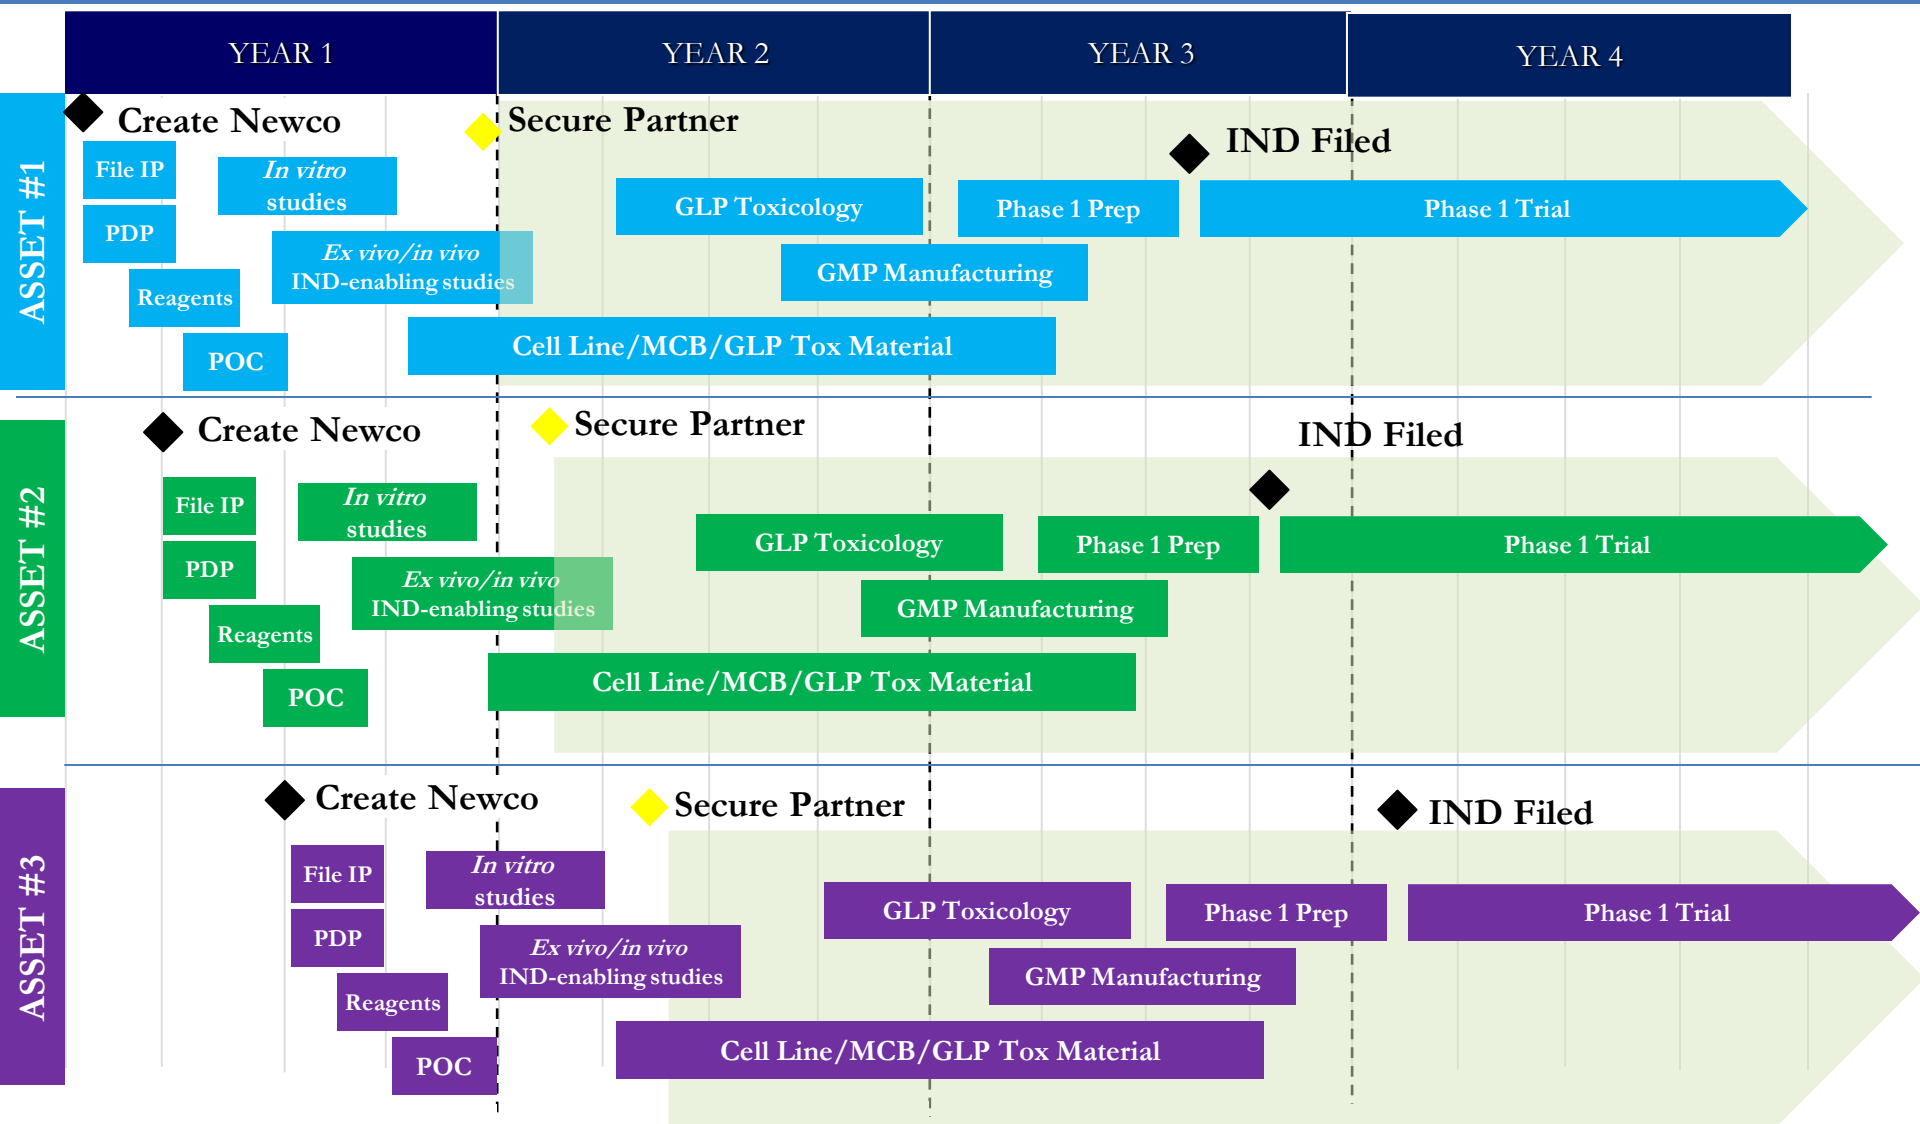 YEAR 1
YEAR 2
YEAR 3
YEAR 4
ASSET #1
Create Newco
Secure Partner
IND Filed
File IP
In vitro
studies
GLP Toxicology
Phase 1 Prep
Phase 1 Trial
PDP
Ex vivo/in vivo
IND-enabling studies
GMP Manufacturing
Reagents
POC
Cell Line/MCB/GLP Tox Material
ASSET #2
Create Newco
Secure Partner
IND Filed
File IP
In vitro
studies
GLP Toxicology
Phase 1 Prep
Phase 1 Trial
PDP
Ex vivo/in vivo
IND-enabling studies
GMP Manufacturing
Reagents
POC
Cell Line/MCB/GLP Tox Material
ASSET #3
Create Newco
Secure Partner
IND Filed
File IP
In vitro
studies
GLP Toxicology
Phase 1 Prep
Phase 1 Trial
PDP
Ex vivo/in vivo
IND-enabling studies
GMP Manufacturing
Reagents
POC
Cell Line/MCB/GLP Tox Material